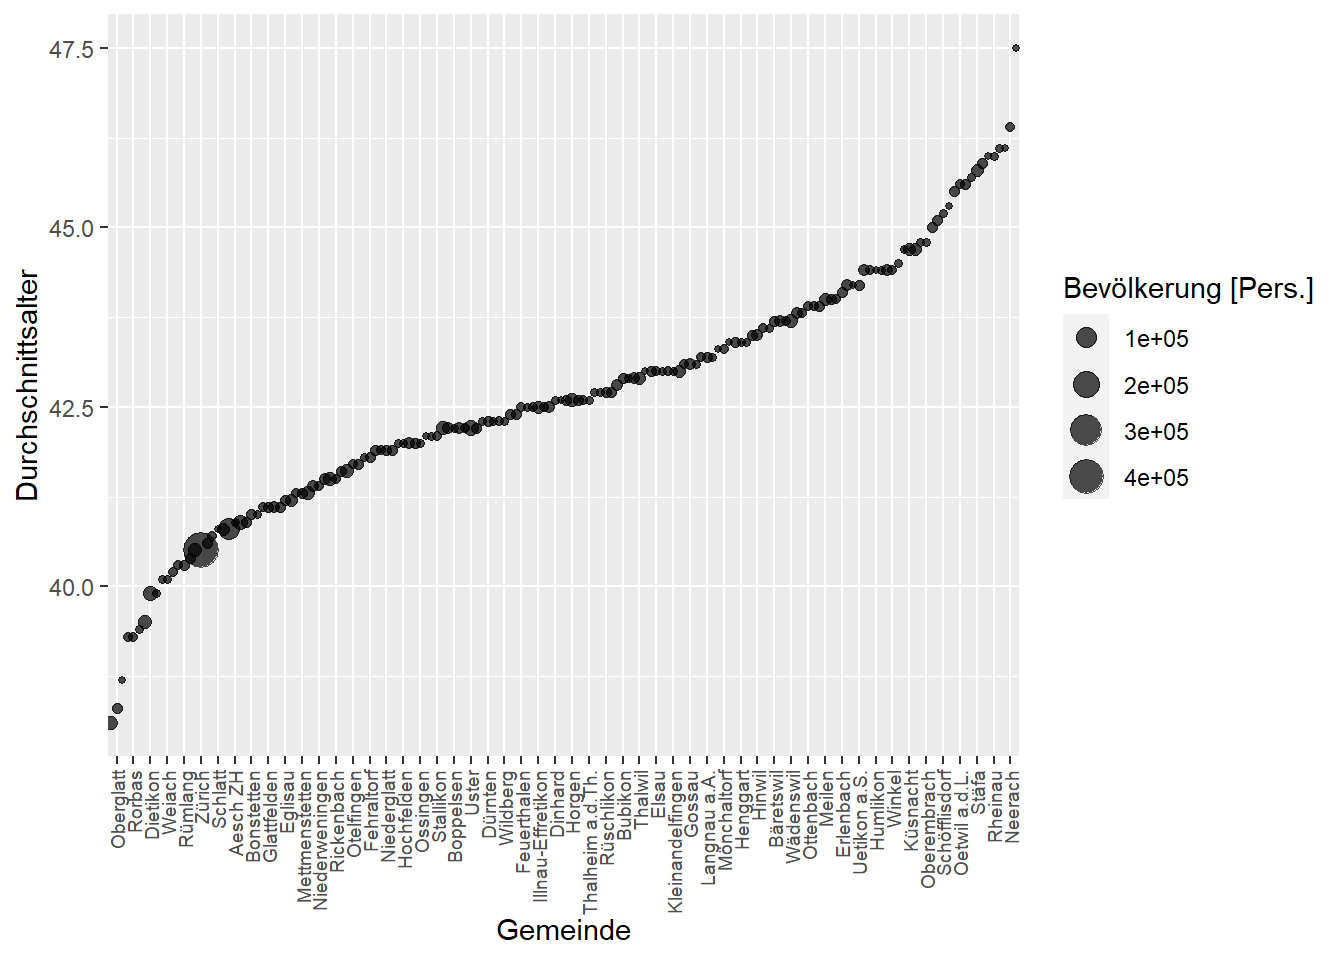 47.5
45.0
42.5
40.0
Durchschnittsalter
Oberglatt
Rorbas
Dietikon
Weiach
Rümlang
Zürich
Schlatt
Aesch ZH
Bonstetten
Glattfelden
Eglisau
Mettmenstetten
Niederweningen
Rickenbach
Otelfingen
Fehraltorf
Niederglatt
Hochfelden
Ossingen
Stallikon
Boppelsen
Uster
Dürnten
Wildberg
Feuerthalen
Illnau-Effretikon
Dinhard
Horgen
Thalheim a.d.Th.
Rüschlikon
Bubikon
Thalwil
Elsau
Kleinandelfingen
Gossau
Langnau a.A.
Mönchaltorf
Henggart
Hinwil
Bäretswil
Wädenswil
Ottenbach
Meilen
Erlenbach
Uetikon a.S.
Humlikon
Winkel
Küsnacht
Oberembrach
Schöfflisdorf
Oetwil a.d.L.
Stäfa
Rheinau
Neerach
Gemeinde
Bevölkerung [Pers.]
1e+05
2e+05
3e+05
4e+05